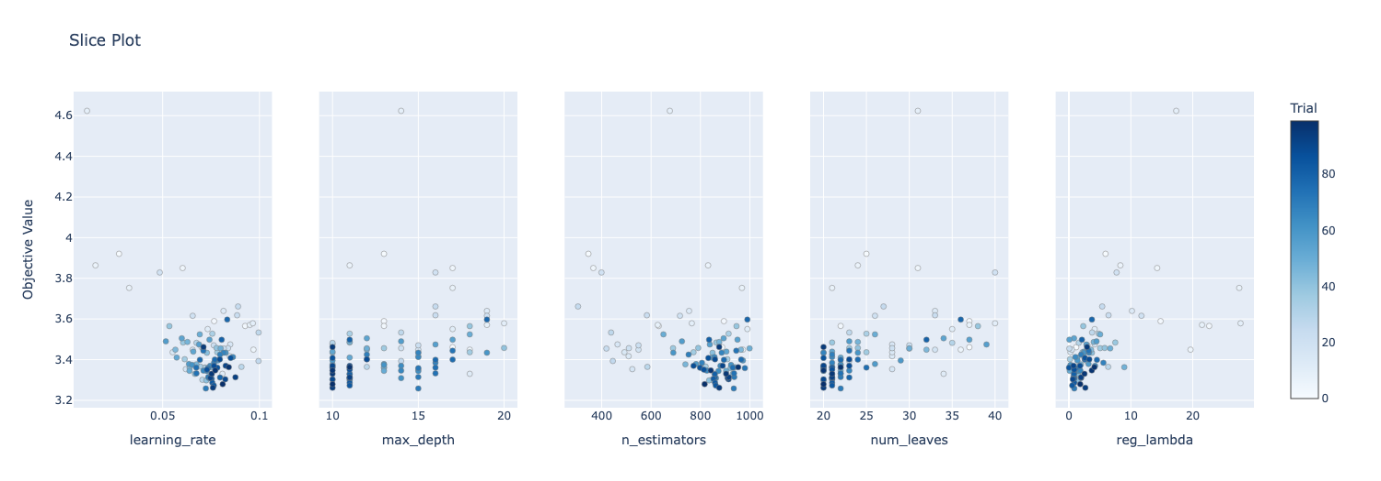 Slice Plot
Trial
4.6
4.4
4.2
4
3.8
3.6
3.4
3.2
Objective Value
80
60
40
20
0
0.05 0.1
10 15 20
400 600 800 1000
20 25 30 35 40
0 10 20
learning_rate
max_depth
n_estimators
num_leaves
reg_lambda